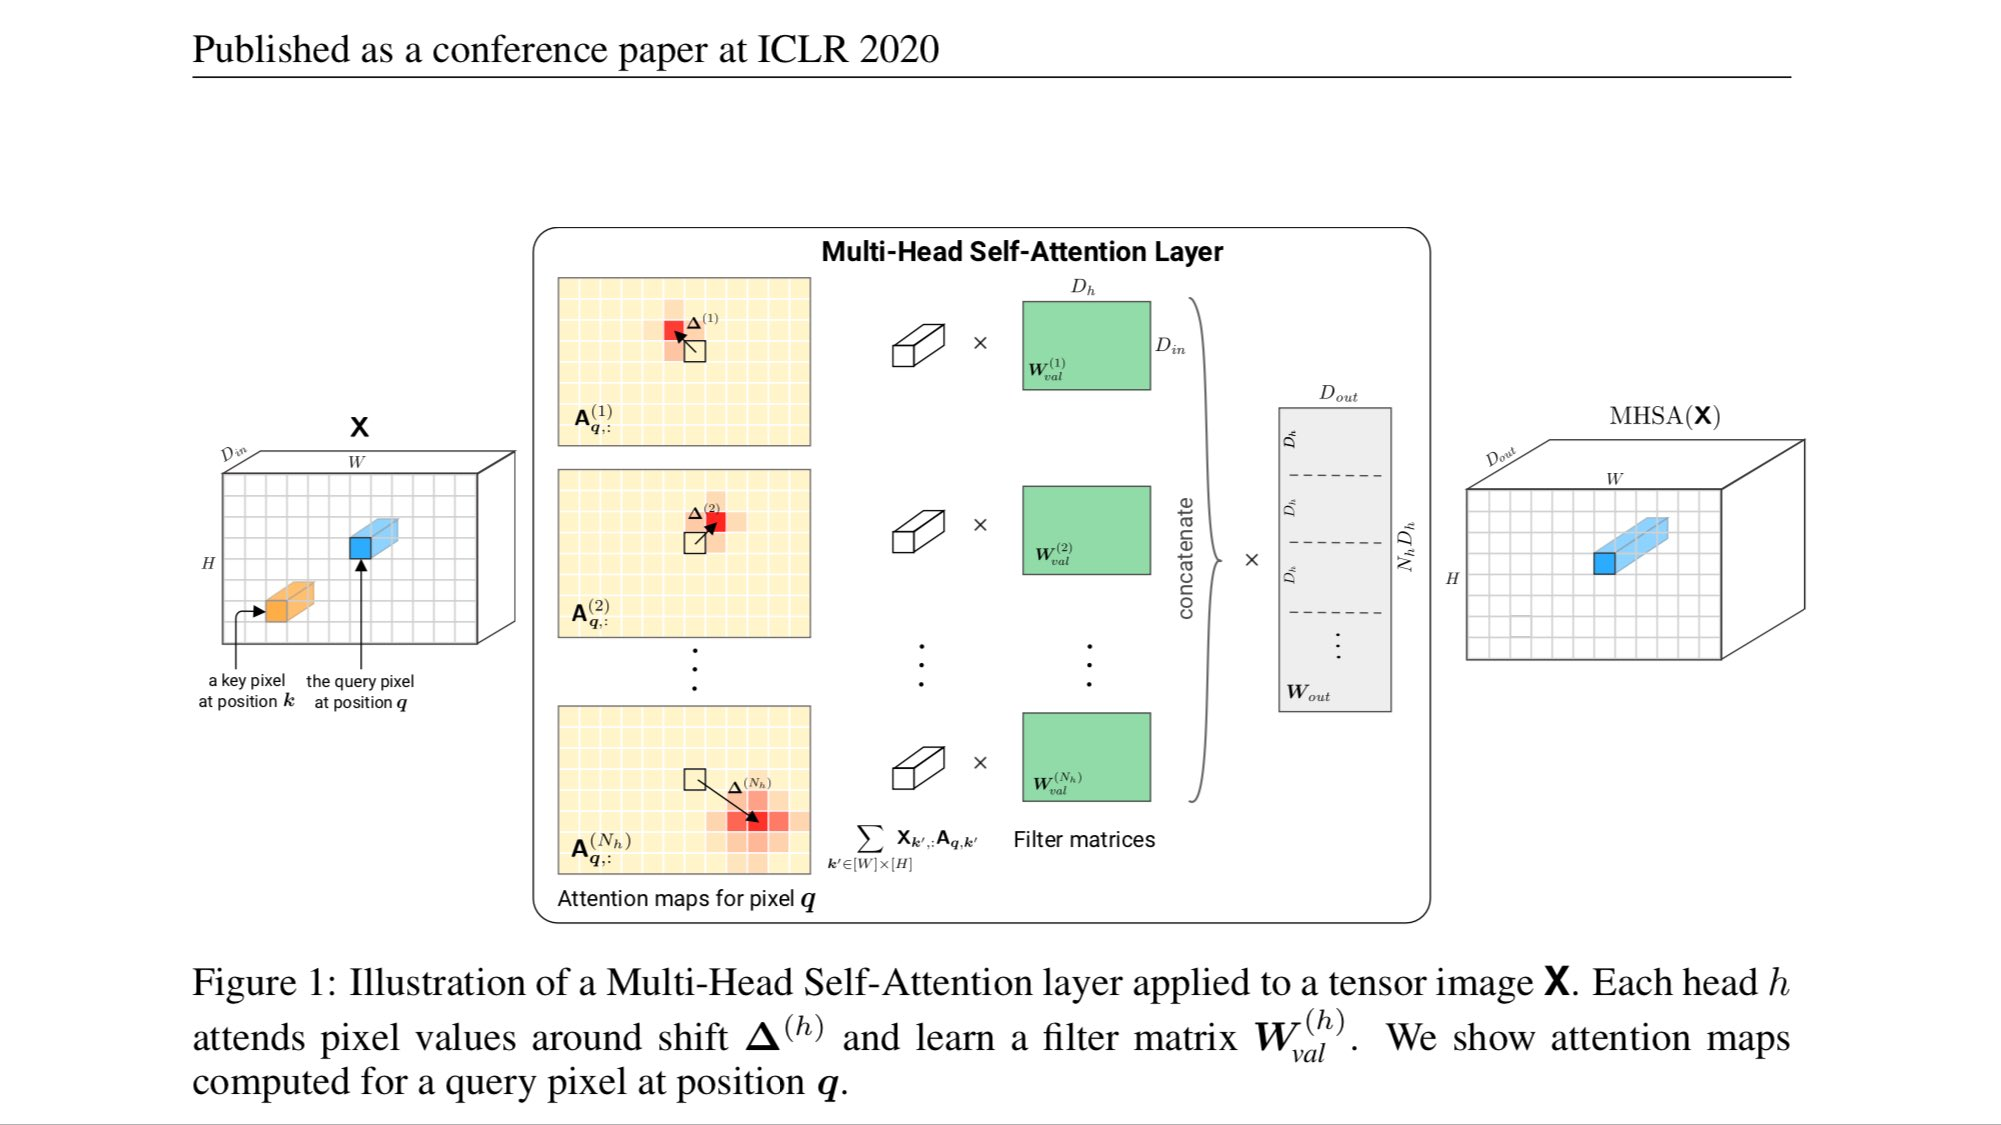 Published as a conference paper at ICLR 2020
Multi-Head Self-Attention Layer
X
D_in
W
H
a key pixel
at position k
the query pixel
at position q
Δ^(1)
A^(1)_q,:
Δ^(2)
A^(2)_q,:
⋮
Δ^(N_h)
A^(N_h)_q,:
Attention maps for pixel q
×
×
⋮
×
∑ X_k′,: A_q,k′
k′∈[W]×[H]
D_h
D_in
W^(1)_val
W^(2)_val
⋮
W^(N_h)_val
Filter matrices
concatenate
×
D_out
D_h
D_h
D_h
⋮
N_h D_h
W_out
MHSA(X)
D_out
W
H
Figure 1: Illustration of a Multi-Head Self-Attention layer applied to a tensor image X. Each head h
attends pixel values around shift Δ^(h) and learn a filter matrix W^(h)_val. We show attention maps
computed for a query pixel at position q.